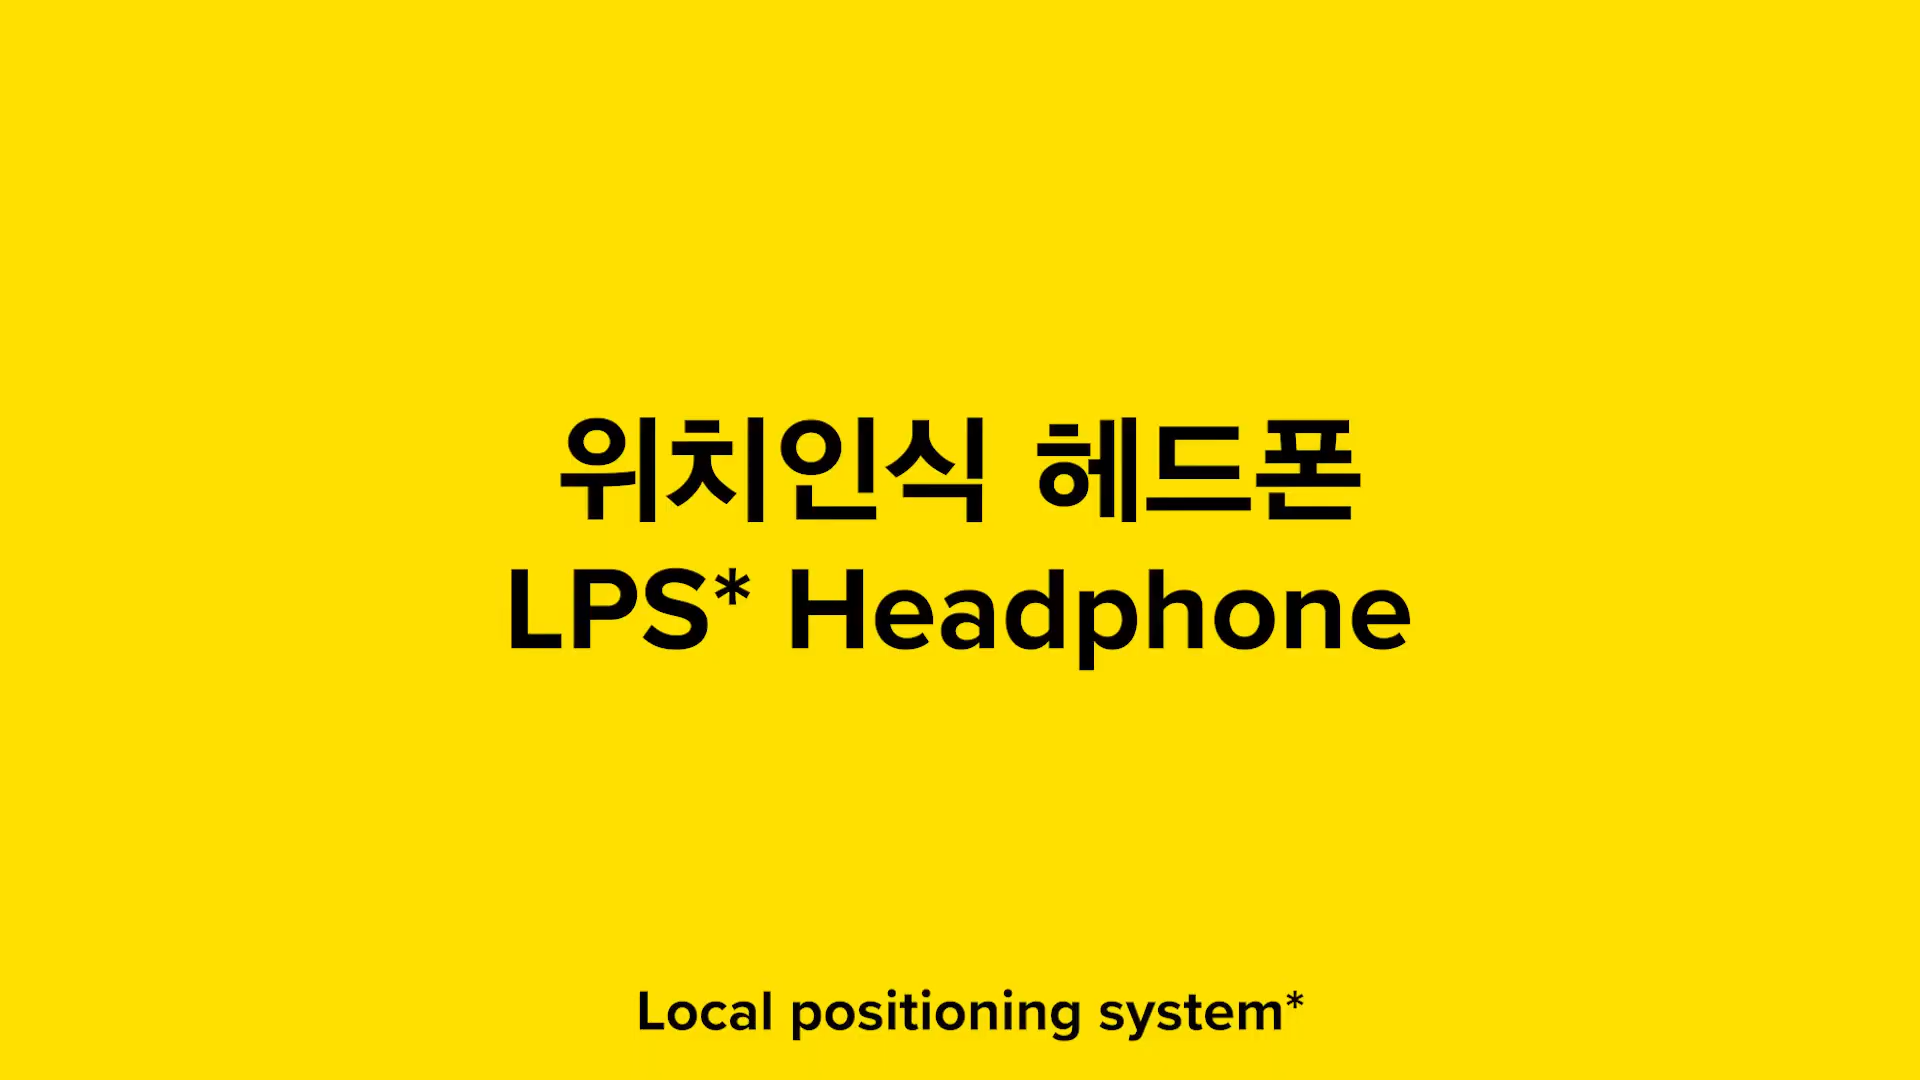 위치인식 헤드폰
LPS* Headphone
Local positioning system*